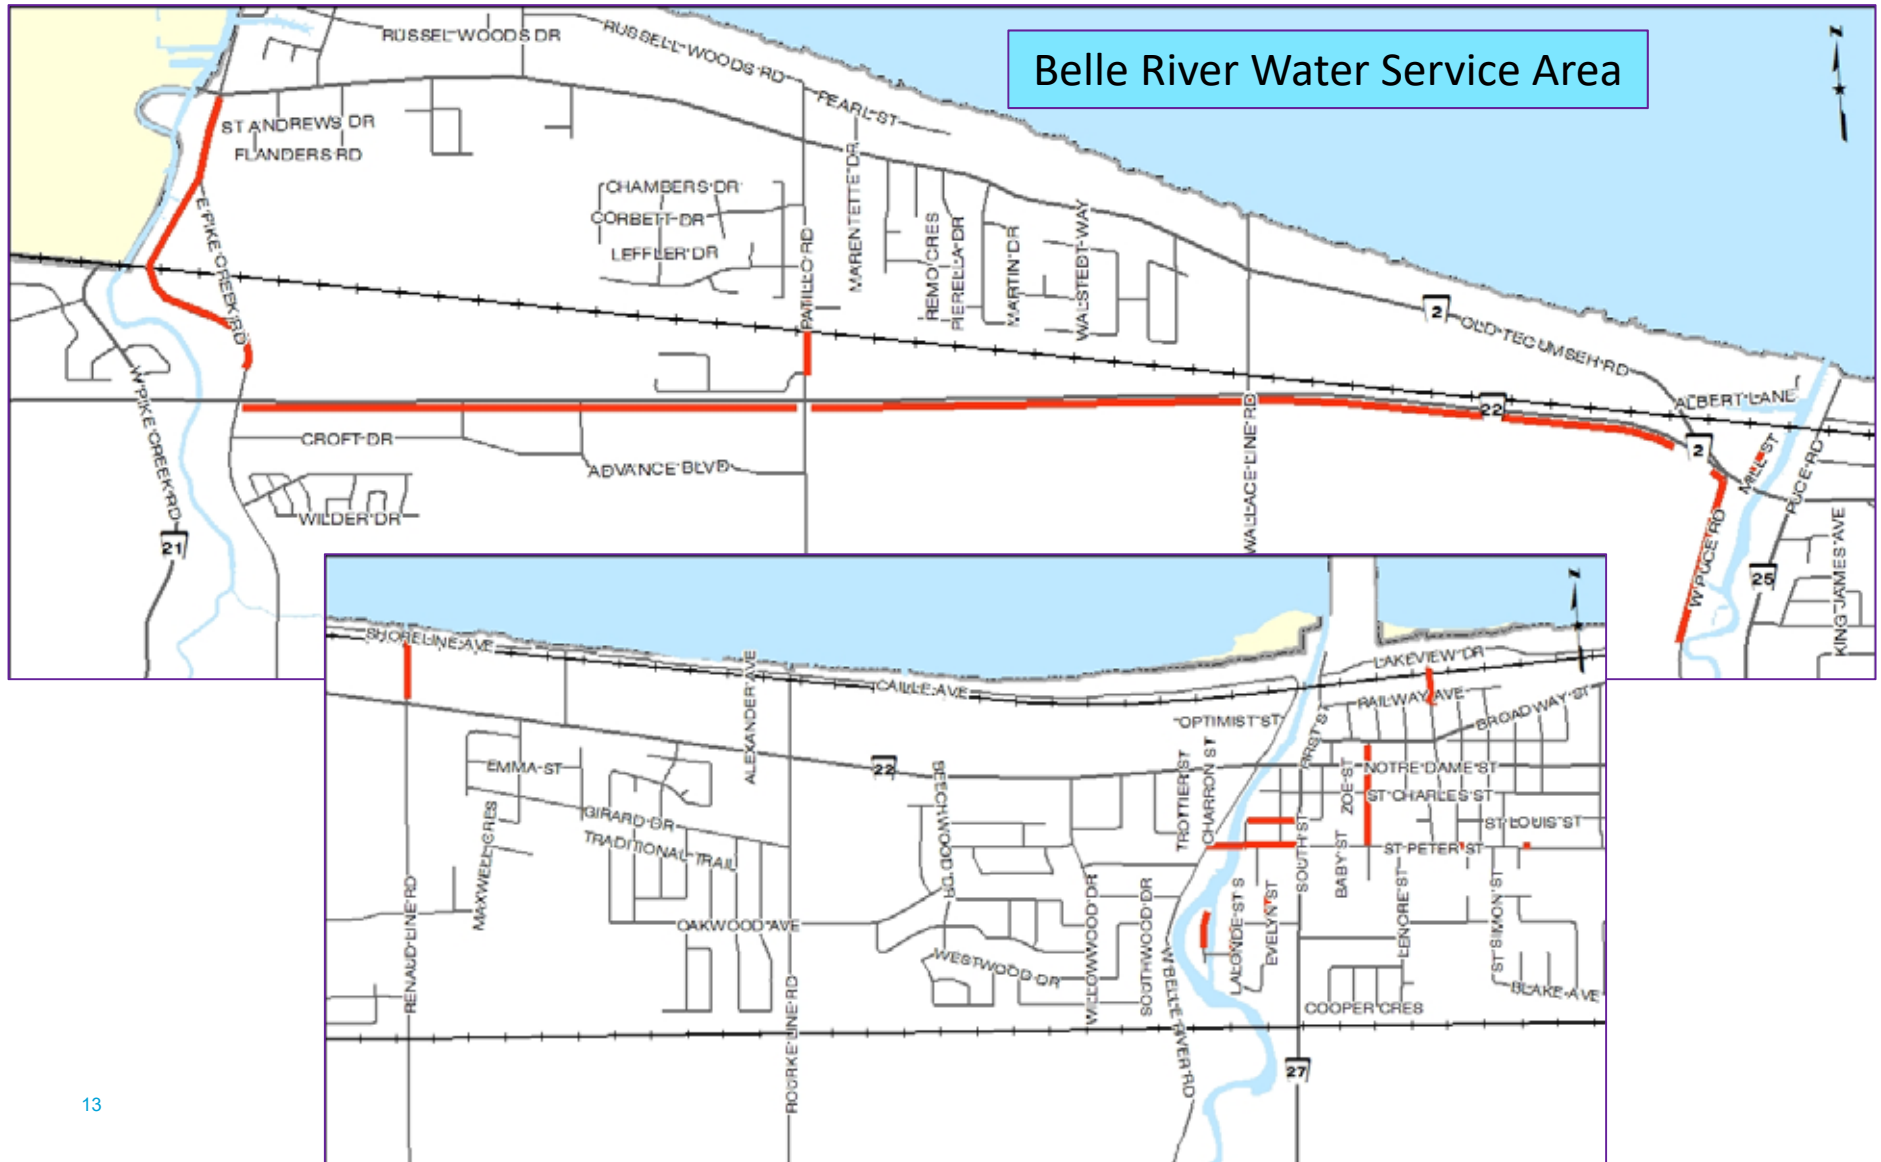 Belle River Water Service Area
RUSSEL WOODS DR
RUSSELL WOODS RD
PEARL ST
N
ST ANDREWS DR
FLANDERS RD
E PIKE CREEK RD
CHAMBERS DR
CORBETT DR
LEFFLER DR
PATILLO RD
MARENTETTE DR
REMO CRES
PIERELLA DR
MARTIN DR
WALSTEDT WAY
2
OLD TECUMSEH RD
ALBERT LANE
22
2
MILL ST
PUCE RD
W PIKE CREEK RD
CROFT DR
ADVANCE BLVD
WILDER DR
21
WALLACE LINE RD
W PUCE RD
25
KING JAMES AVE
N
SHORELINE AVE
CAILLE AVE
ALEXANDER AVE
LAKEVIEW DR
RAILWAY AVE
BROADWAY ST
OPTIMIST ST
FIRST ST
22
EMMA ST
GIRARD DR
TRADITIONAL TRAIL
MAXWELL CRES
BEECHWOOD DR
TROTTIER ST
CHARRON ST
ZOE ST
NOTRE DAME ST
ST CHARLES ST
ST LOUIS ST
ST PETER ST
SOUTH ST
BABY ST
RENAUD LINE RD
OAKWOOD AVE
WESTWOOD DR
WILLOWWOOD DR
SOUTHWOOD DR
W BELLE RIVER RD
LALONDE ST S
EVELYN ST
LENORE ST
ST SIMON ST
BLAKE AVE
COOPER CRES
ROURKE LINE RD
27
13